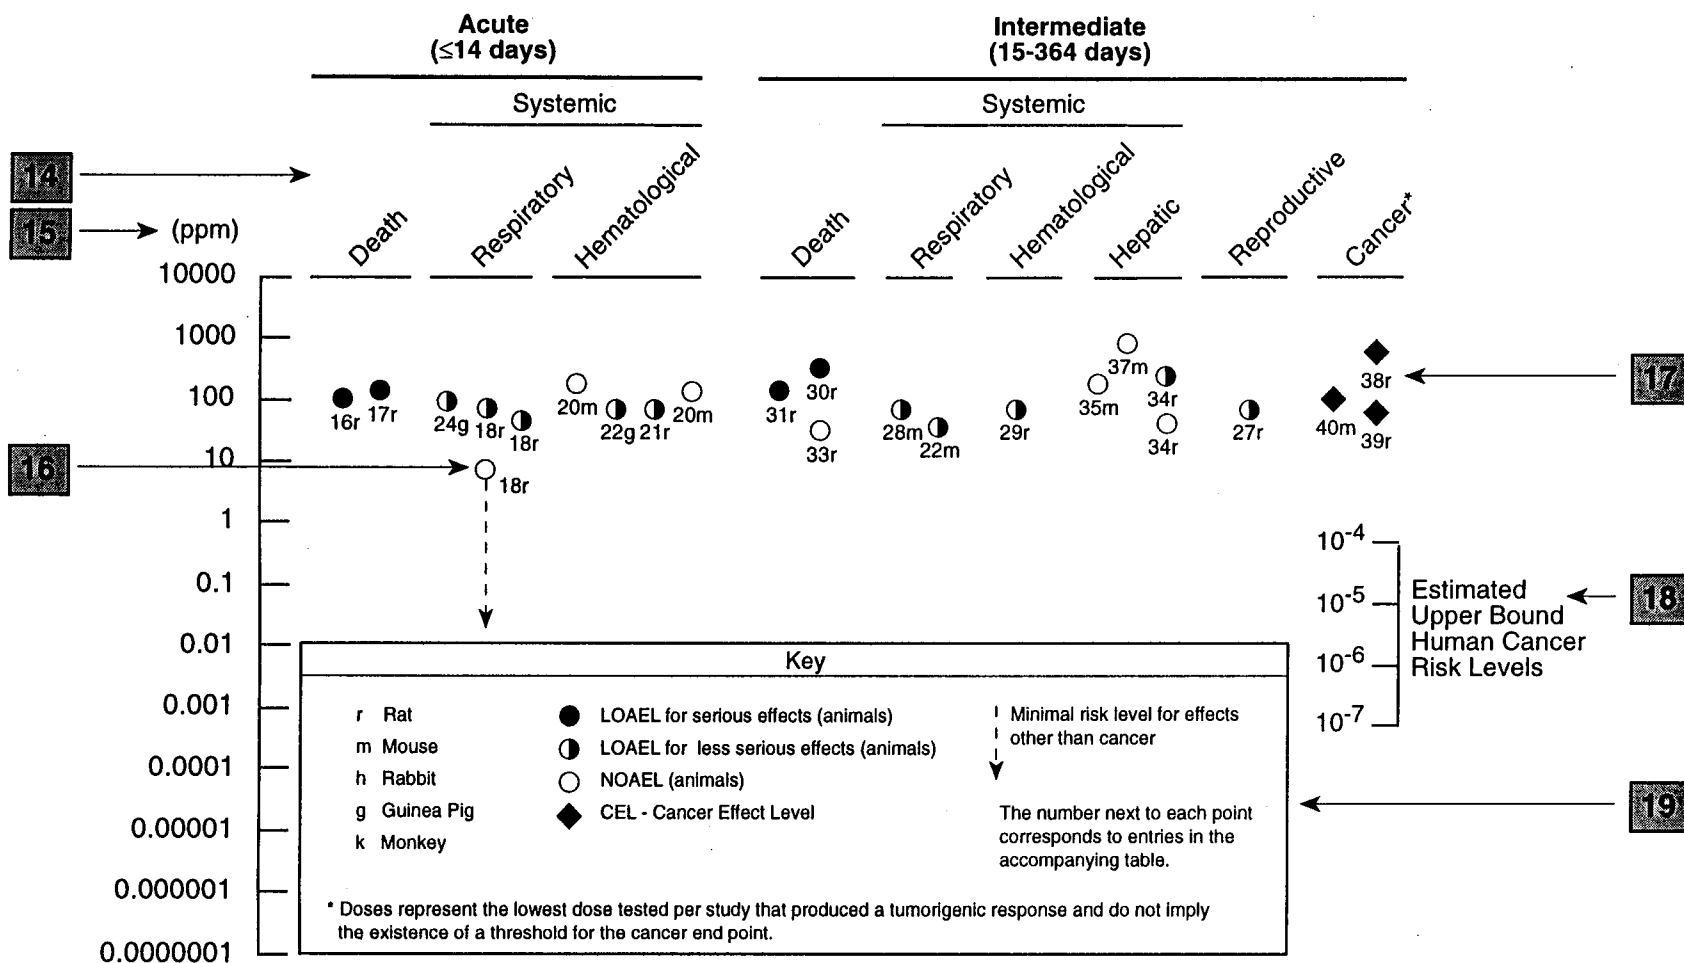 Acute
(≤14 days)
Intermediate
(15-364 days)
Systemic
Systemic
14
15
(ppm)
Death
Respiratory
Hematological
Death
Respiratory
Hematological
Hepatic
Reproductive
Cancer*
10000
1000
100
10
1
0.1
0.01
0.001
0.0001
0.00001
0.000001
0.0000001
16r
17r
24g
18r
18r
18r
20m
22g
21r
20m
31r
30r
33r
28m
22m
29r
37m
35m
34r
34r
27r
38r
40m
39r
17
16
10-4
10-5
10-6
10-7
Estimated
Upper Bound
Human Cancer
Risk Levels
18
Key
r Rat
m Mouse
h Rabbit
g Guinea Pig
k Monkey
LOAEL for serious effects (animals)
LOAEL for less serious effects (animals)
NOAEL (animals)
CEL - Cancer Effect Level
Minimal risk level for effects
other than cancer
The number next to each point
corresponds to entries in the
accompanying table.
* Doses represent the lowest dose tested per study that produced a tumorigenic response and do not imply
the existence of a threshold for the cancer end point.
19